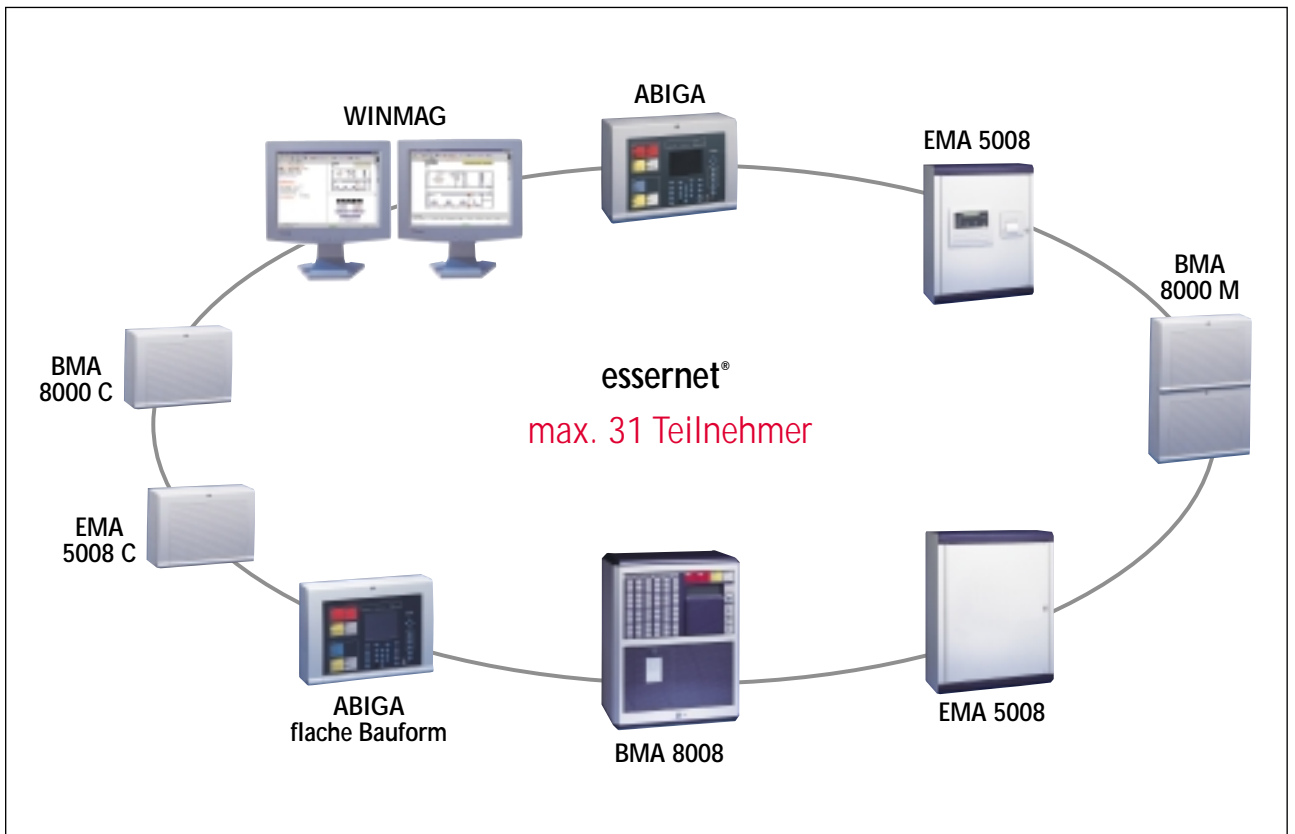 WINMAG
ABIGA
EMA 5008
BMA
8000 M
BMA
8000 C
essernet®
max. 31 Teilnehmer
EMA
5008 C
ABIGA
flache Bauform
BMA 8008
EMA 5008